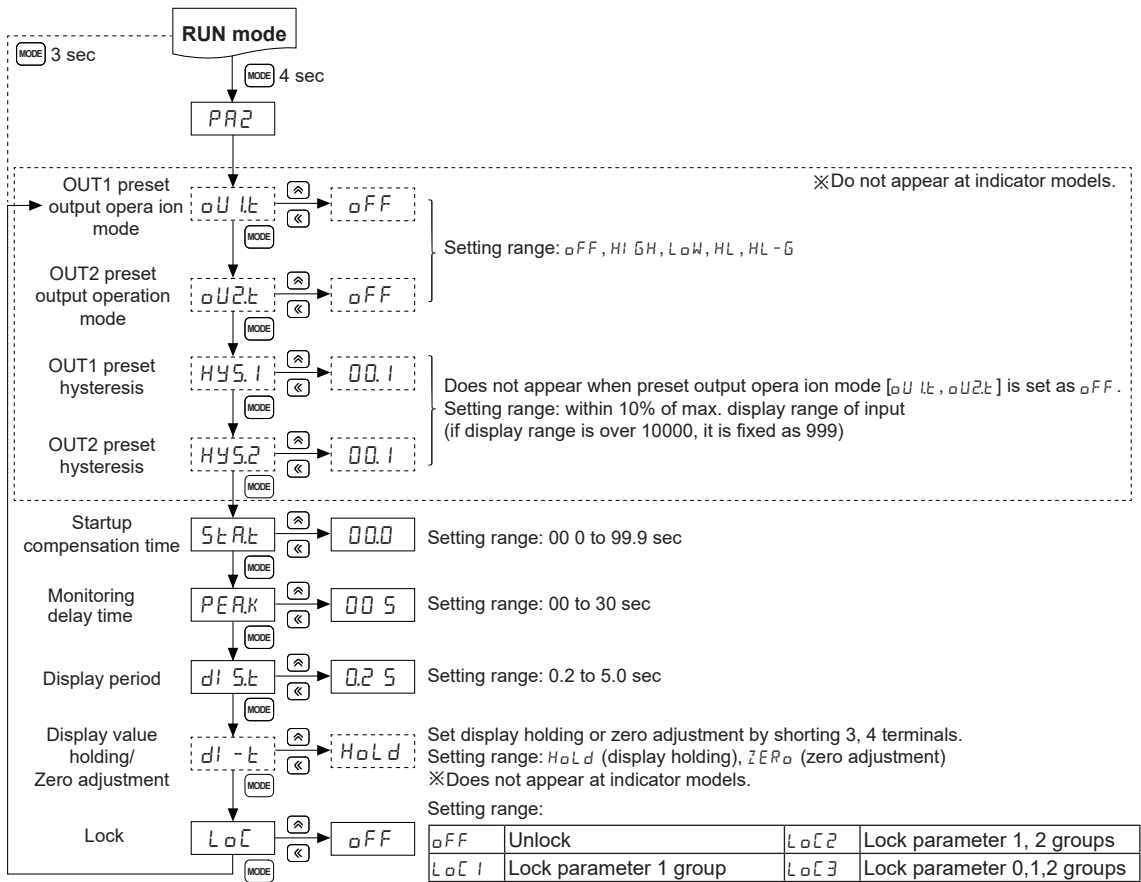 RUN mode
MODE 3 sec
MODE 4 sec
PA2
※Do not appear at indicator models.
OUT1 preset
output opera ion
mode
oU1.t
oFF
MODE
Setting range: oFF, HIGH, LoW, HL, HL-G
OUT2 preset
output operation
mode
oU2.t
oFF
MODE
OUT1 preset
hysteresis
HYS.1
00.1
MODE
Does not appear when preset output opera ion mode [oU1.t, oU2.t] is set as oFF.
Setting range: within 10% of max. display range of input
(if display range is over 10000, it is fixed as 999)
OUT2 preset
hysteresis
HYS.2
00.1
MODE
Startup
compensation time
StA.t
00.0
Setting range: 00 0 to 99.9 sec
MODE
Monitoring
delay time
PEA.K
00 S
Setting range: 00 to 30 sec
MODE
Display period
dIS.t
0.2 S
Setting range: 0.2 to 5.0 sec
MODE
Display value
holding/
Zero adjustment
dI-t
HoLd
Set display holding or zero adjustment by shorting 3, 4 terminals.
Setting range: HoLd (display holding), ZERo (zero adjustment)
※Does not appear at indicator models.
MODE
Lock
LoC
oFF
MODE
Setting range:
oFF Unlock LoC2 Lock parameter 1, 2 groups
LoC1 Lock parameter 1 group LoC3 Lock parameter 0,1,2 groups